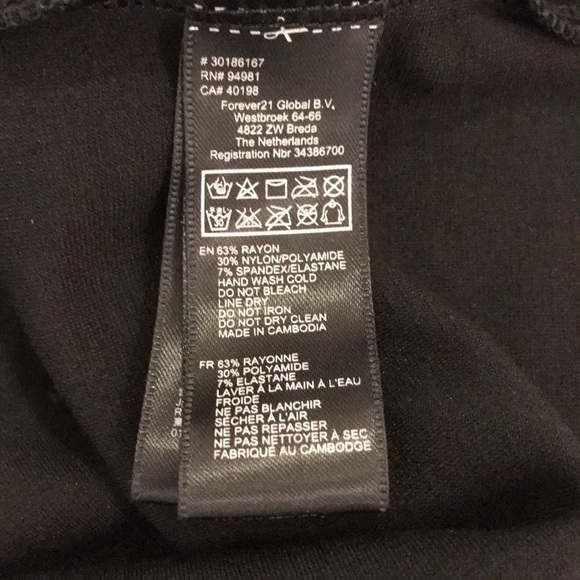 # 30186167
RN# 94981
CA# 40198
Forever21 Global B.V.
Westbroek 64-66
4822 ZW Breda
The Netherlands
Registration Nbr 34386700
30
EN 63% RAYON
30% NYLON/POLYAMIDE
7% SPANDEX/ELASTANE
HAND WASH COLD
DO NOT BLEACH
LINE DRY
DO NOT IRON
DO NOT DRY CLEAN
MADE IN CAMBODIA
FR 63% RAYONNE
30% POLYAMIDE
7% ELASTANE
LAVER À LA MAIN À L'EAU
FROIDE
NE PAS BLANCHIR
SÉCHER À L'AIR
NE PAS REPASSER
NE PAS NETTOYER À SEC
FABRIQUÉ AU CAMBODGE